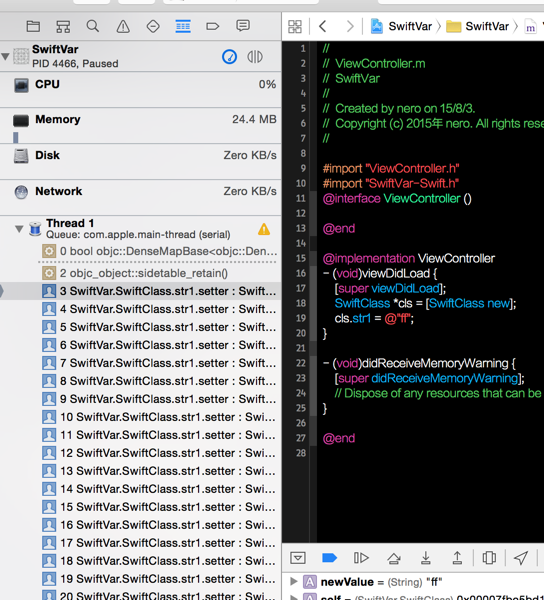 SwiftVar
PID 4466, Paused
CPU
0%
Memory
24.4 MB
Disk
Zero KB/s
Network
Zero KB/s
Thread 1
Queue: com.apple.main-thread (serial)
0 bool objc::DenseMapBase<objc::Den...
2 objc_object::sidetable_retain()
3 SwiftVar.SwiftClass.str1.setter : Swift...
4 SwiftVar.SwiftClass.str1.setter : Swift...
5 SwiftVar.SwiftClass.str1.setter : Swift...
6 SwiftVar.SwiftClass.str1.setter : Swift...
7 SwiftVar.SwiftClass.str1.setter : Swift...
8 SwiftVar.SwiftClass.str1.setter : Swift...
9 SwiftVar.SwiftClass.str1.setter : Swift...
10 SwiftVar.SwiftClass.str1.setter : Swi...
11 SwiftVar.SwiftClass.str1.setter : Swi...
12 SwiftVar.SwiftClass.str1.setter : Swi...
13 SwiftVar.SwiftClass.str1.setter : Swi...
14 SwiftVar.SwiftClass.str1.setter : Swi...
15 SwiftVar.SwiftClass.str1.setter : Swi...
16 SwiftVar.SwiftClass.str1.setter : Swi...
17 SwiftVar.SwiftClass.str1.setter : Swi...
18 SwiftVar.SwiftClass.str1.setter : Swi...
19 SwiftVar.SwiftClass.str1.setter : Swi...
20 SwiftVar.SwiftClass.str1.setter : Swi...
SwiftVar SwiftVar m
1 //
2 // ViewController.m
3 // SwiftVar
4 //
5 // Created by nero on 15/8/3.
6 // Copyright (c) 2015年 nero. All rights rese
7 //
8
9 #import "ViewController.h"
10 #import "SwiftVar-Swift.h"
11 @interface ViewController ()
12
13 @end
14
15 @implementation ViewController
16 - (void)viewDidLoad {
17 [super viewDidLoad];
18 SwiftClass *cls = [SwiftClass new];
19 cls.str1 = @"ff";
20 }
21
22 - (void)didReceiveMemoryWarning {
23 [super didReceiveMemoryWarning];
24 // Dispose of any resources that can be
25 }
26
27 @end
28
A newValue = (String) "ff"
A self = (SwiftVar.SwiftClass) 0x00007fbe5bd1